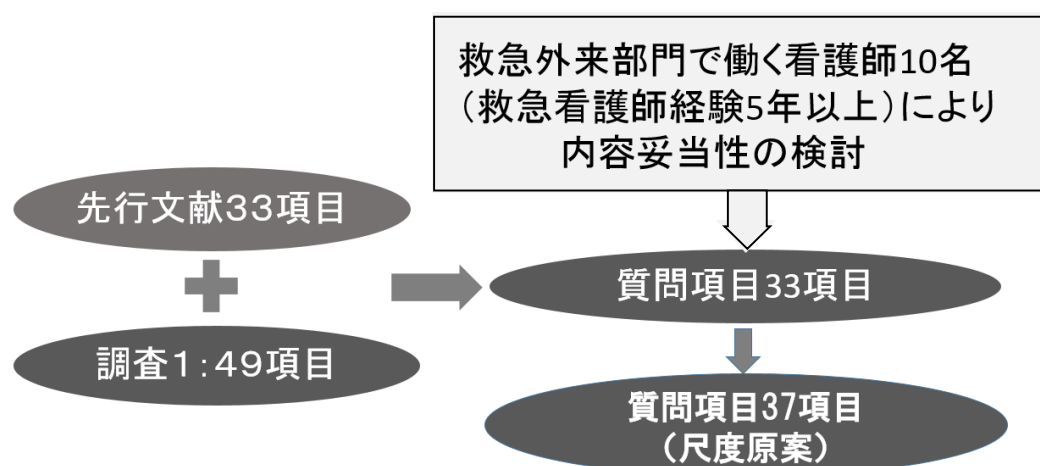 救急外来部門で働く看護師10名
（救急看護師経験5年以上）により
内容妥当性の検討
先行文献３３項目
調査１：４９項目
質問項目33項目
質問項目37項目
（尺度原案）